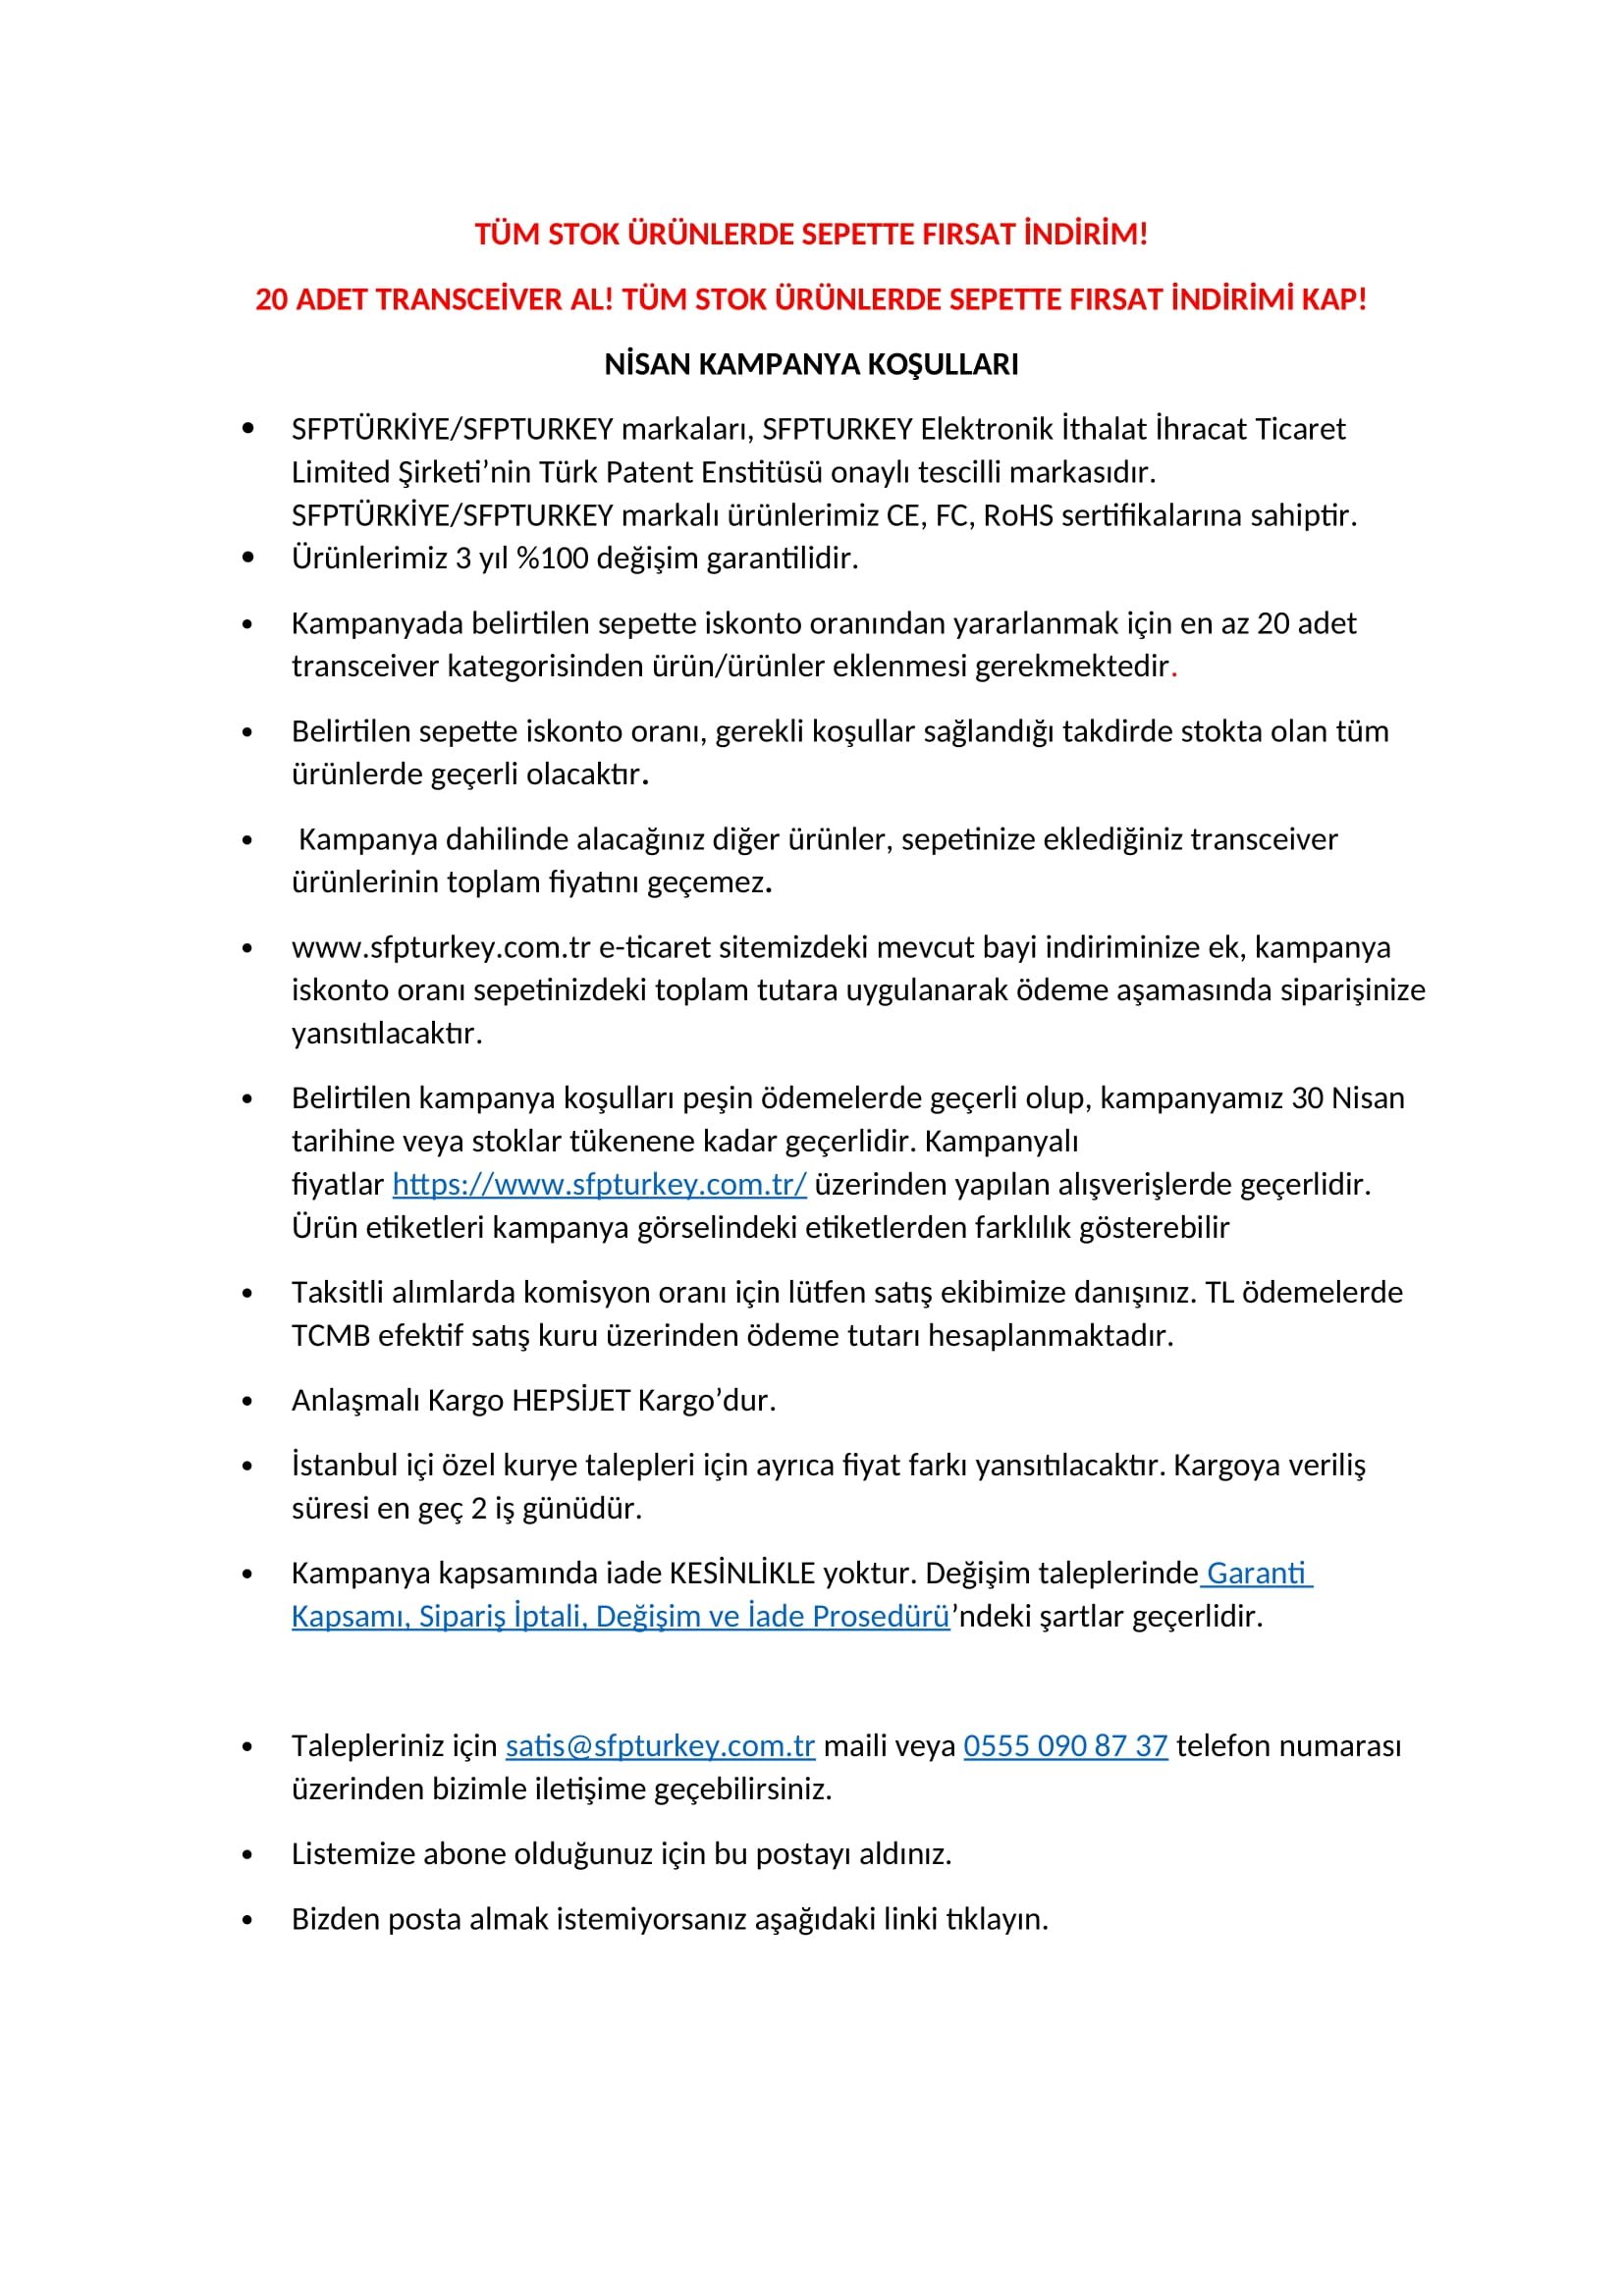 TÜM STOK ÜRÜNLERDE SEPETTE FIRSAT İNDİRİM!
20 ADET TRANSCEİVER AL! TÜM STOK ÜRÜNLERDE SEPETTE FIRSAT İNDİRİMİ KAP!
NİSAN KAMPANYA KOŞULLARI
• SFPTÜRKİYE/SFPTURKEY markaları, SFPTURKEY Elektronik İthalat İhracat Ticaret
Limited Şirketi’nin Türk Patent Enstitüsü onaylı tescilli markasıdır.
SFPTÜRKİYE/SFPTURKEY markalı ürünlerimiz CE, FC, RoHS sertifikalarına sahiptir.
• Ürünlerimiz 3 yıl %100 değişim garantilidir.
• Kampanyada belirtilen sepette iskonto oranından yararlanmak için en az 20 adet
transceiver kategorisinden ürün/ürünler eklenmesi gerekmektedir.
• Belirtilen sepette iskonto oranı, gerekli koşullar sağlandığı takdirde stokta olan tüm
ürünlerde geçerli olacaktır.
• Kampanya dahilinde alacağınız diğer ürünler, sepetinize eklediğiniz transceiver
ürünlerinin toplam fiyatını geçemez.
• www.sfpturkey.com.tr e-ticaret sitemizdeki mevcut bayi indiriminize ek, kampanya
iskonto oranı sepetinizdeki toplam tutara uygulanarak ödeme aşamasında siparişinize
yansıtılacaktır.
• Belirtilen kampanya koşulları peşin ödemelerde geçerli olup, kampanyamız 30 Nisan
tarihine veya stoklar tükenene kadar geçerlidir. Kampanyalı
fiyatlar https://www.sfpturkey.com.tr/ üzerinden yapılan alışverişlerde geçerlidir.
Ürün etiketleri kampanya görselindeki etiketlerden farklılık gösterebilir
• Taksitli alımlarda komisyon oranı için lütfen satış ekibimize danışınız. TL ödemelerde
TCMB efektif satış kuru üzerinden ödeme tutarı hesaplanmaktadır.
• Anlaşmalı Kargo HEPSİJET Kargo’dur.
• İstanbul içi özel kurye talepleri için ayrıca fiyat farkı yansıtılacaktır. Kargoya veriliş
süresi en geç 2 iş günüdür.
• Kampanya kapsamında iade KESİNLİKLE yoktur. Değişim taleplerinde Garanti
Kapsamı, Sipariş İptali, Değişim ve İade Prosedürü’ndeki şartlar geçerlidir.
• Talepleriniz için satis@sfpturkey.com.tr maili veya 0555 090 87 37 telefon numarası
üzerinden bizimle iletişime geçebilirsiniz.
• Listemize abone olduğunuz için bu postayı aldınız.
• Bizden posta almak istemiyorsanız aşağıdaki linki tıklayın.